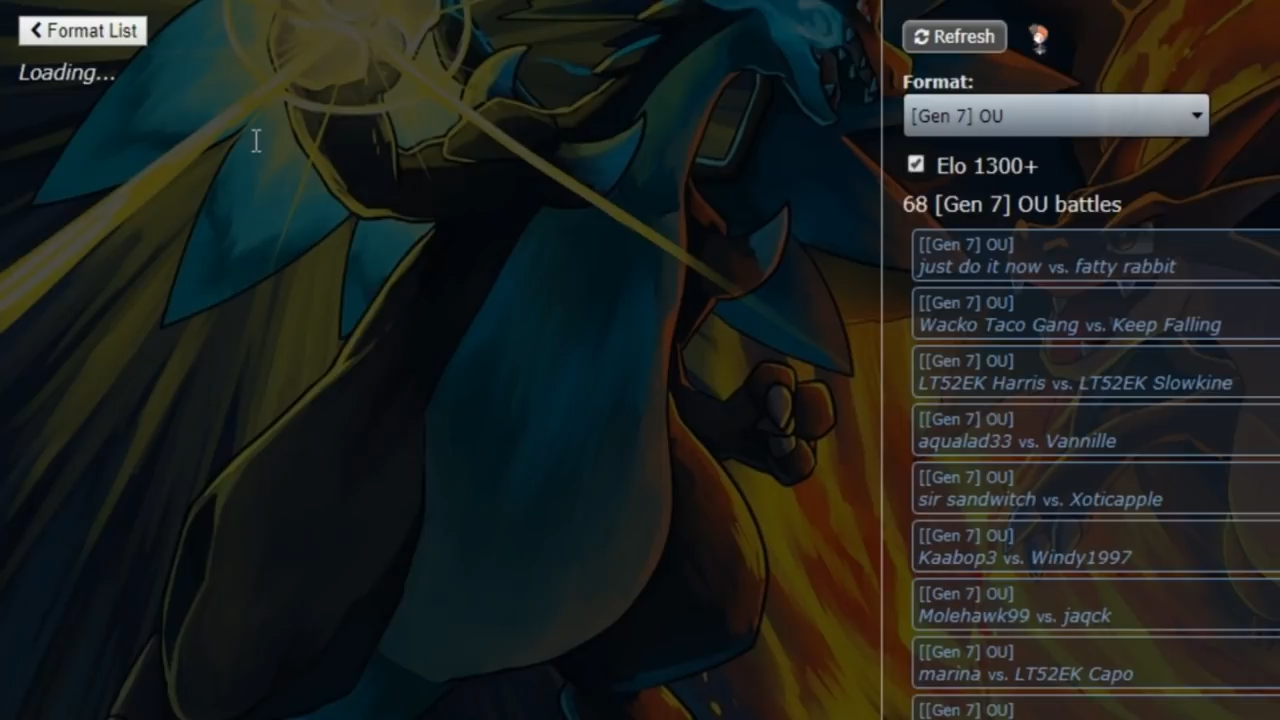 Format List
Loading...
Refresh
Format:
[Gen 7] OU
Elo 1300+
68 [Gen 7] OU battles
[[Gen 7] OU]
just do it now vs. fatty rabbit
[[Gen 7] OU]
Wacko Taco Gang vs. Keep Falling
[[Gen 7] OU]
LT52EK Harris vs. LT52EK Slowkine
[[Gen 7] OU]
aqualad33 vs. Vannille
[[Gen 7] OU]
sir sandwitch vs. Xoticapple
[[Gen 7] OU]
Kaabop3 vs. Windy1997
[[Gen 7] OU]
Molehawk99 vs. jaqck
[[Gen 7] OU]
marina vs. LT52EK Capo
[[Gen 7] OU]